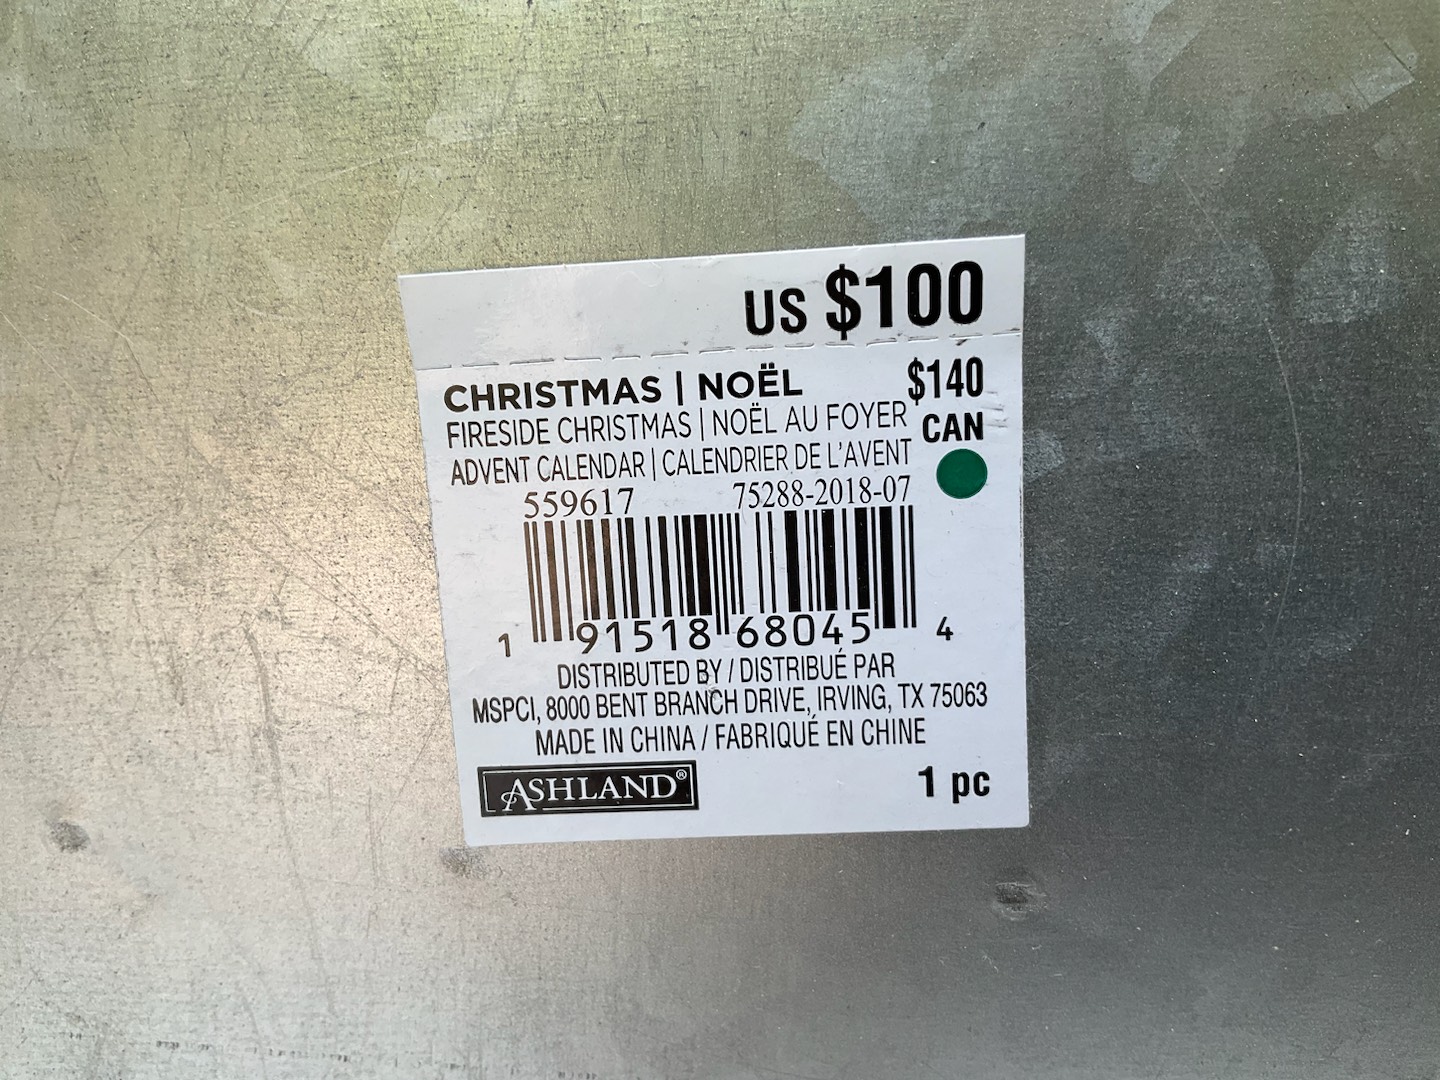 US $100
CHRISTMAS | NOËL $140
FIRESIDE CHRISTMAS | NOËL AU FOYER CAN
ADVENT CALENDAR | CALENDRIER DE L'AVENT
559617 75288-2018-07
1 91518 68045 4
DISTRIBUTED BY / DISTRIBUÉ PAR
MSPCI, 8000 BENT BRANCH DRIVE, IRVING, TX 75063
MADE IN CHINA / FABRIQUÉ EN CHINE
ASHLAND® 1 pc